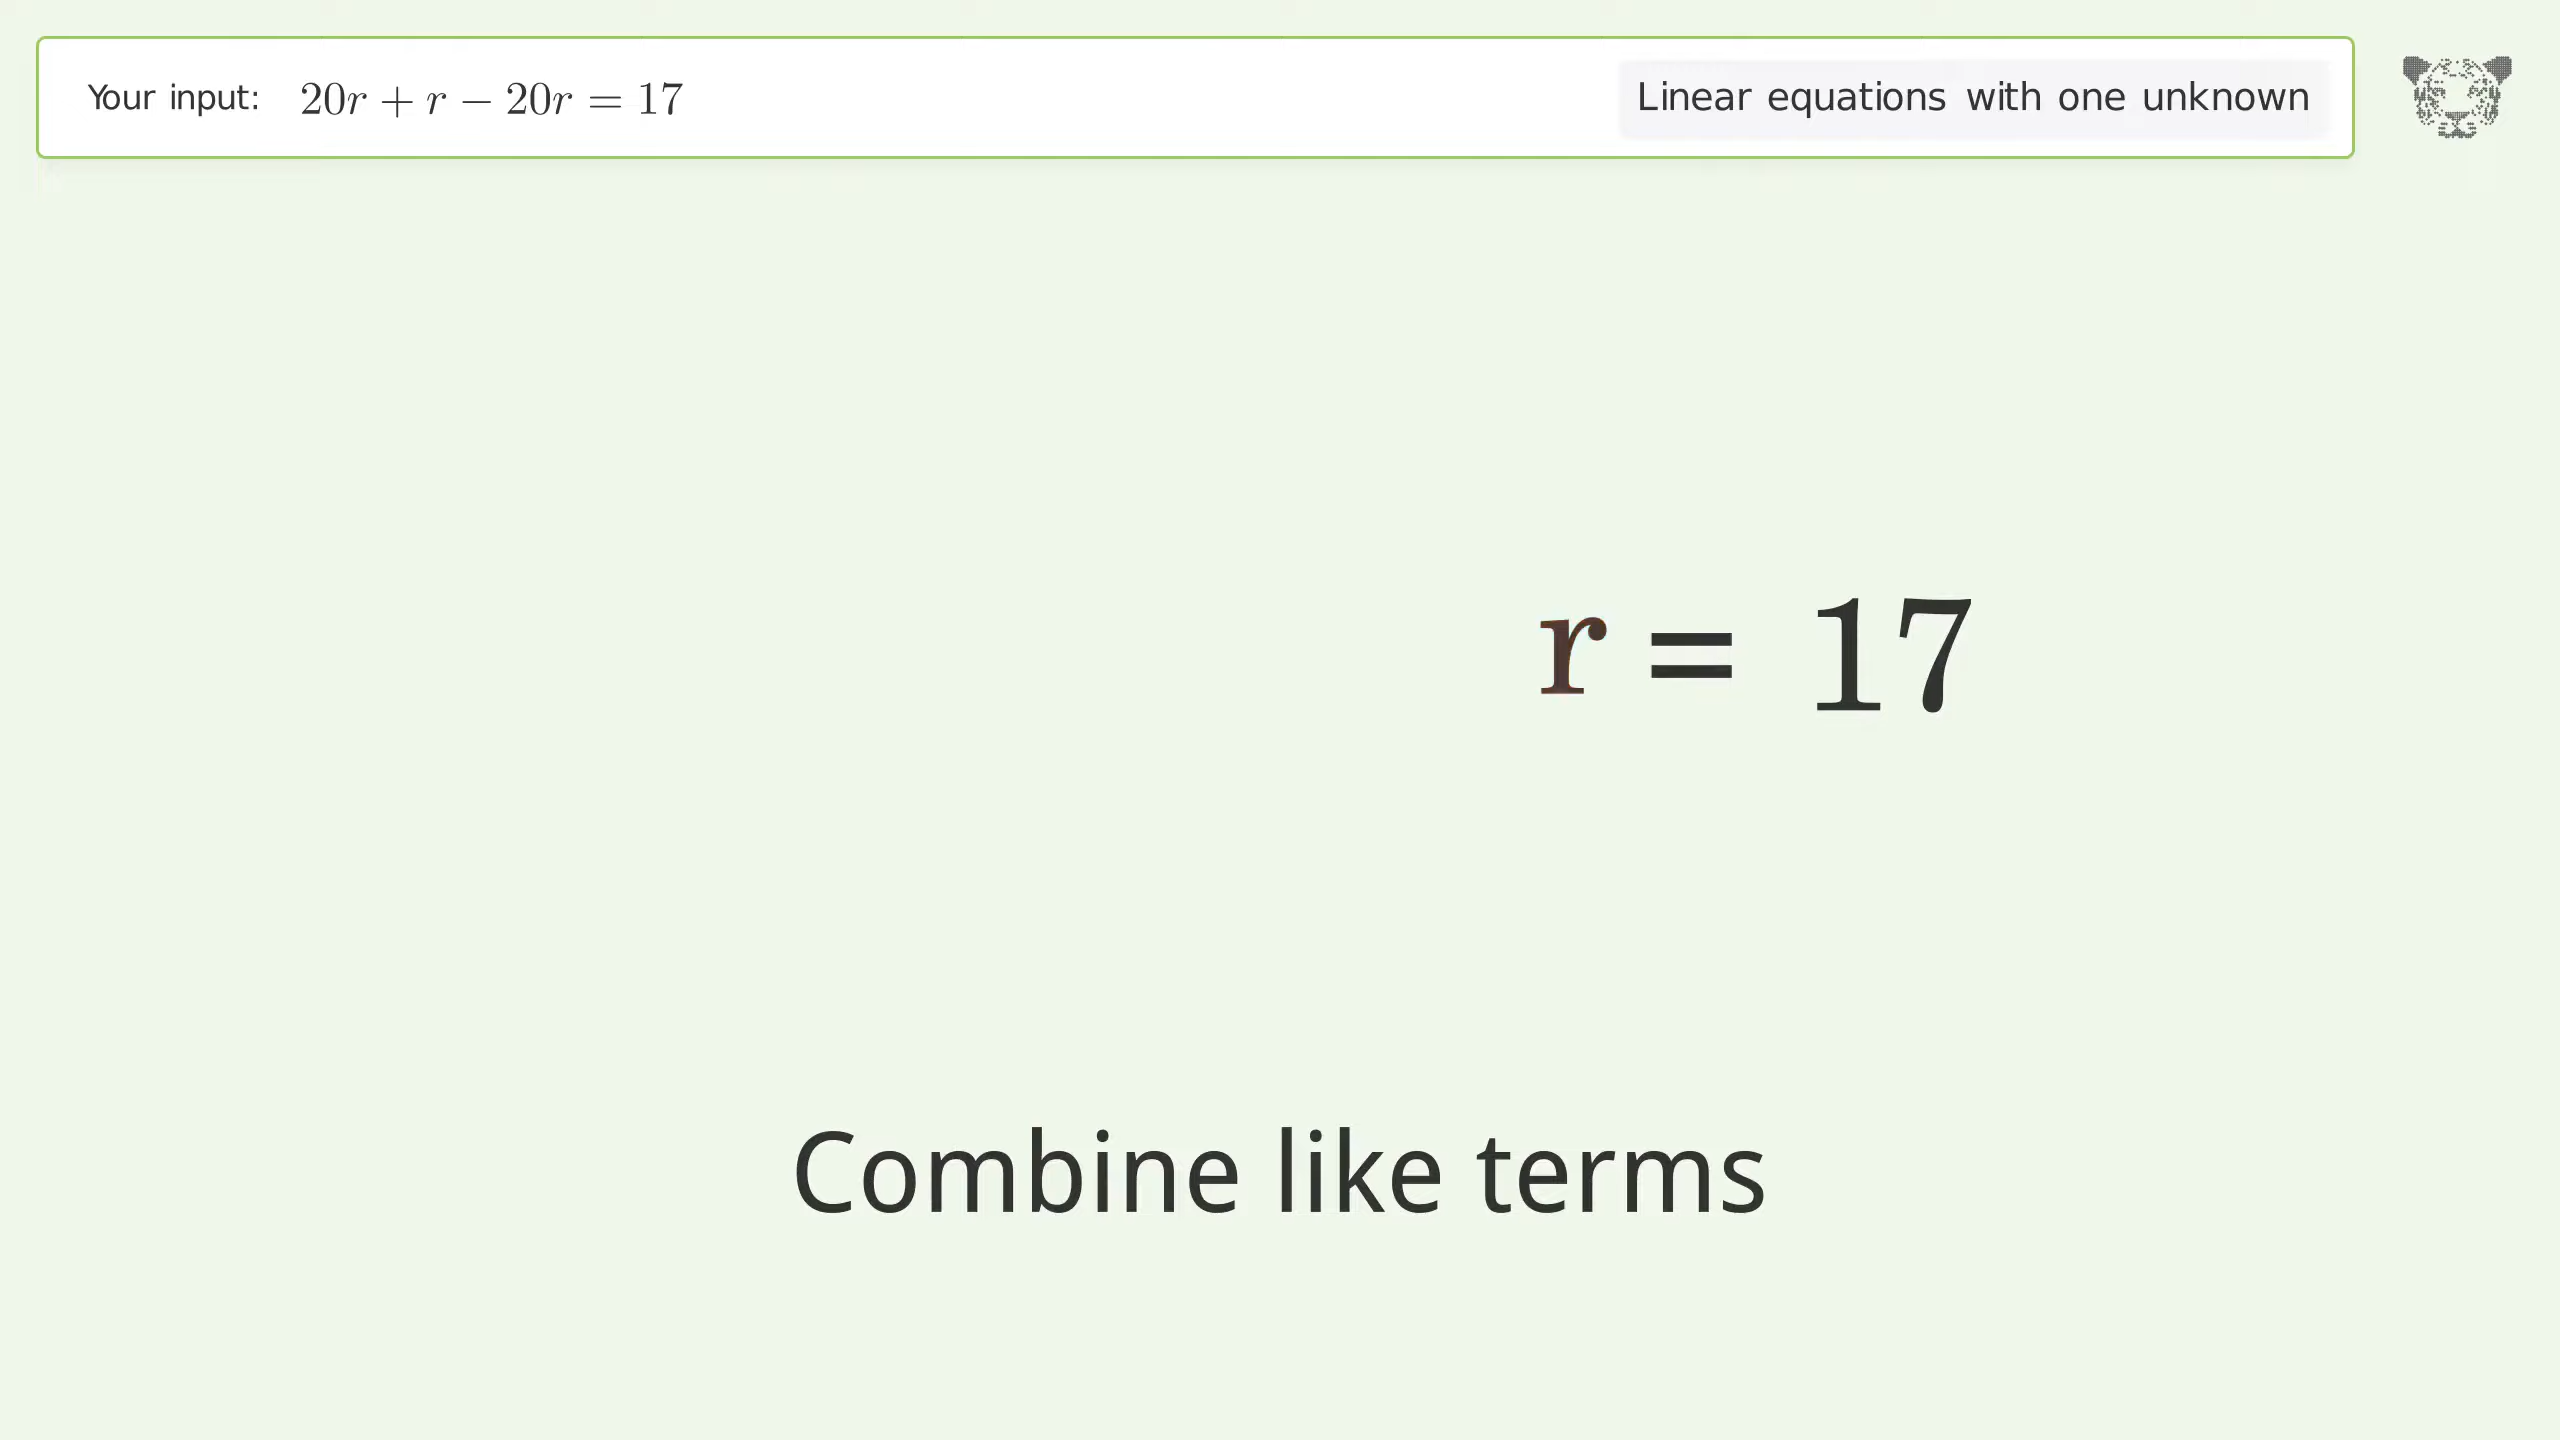 Your input: 20r + r − 20r = 17
Linear equations with one unknown
r = 17
Combine like terms